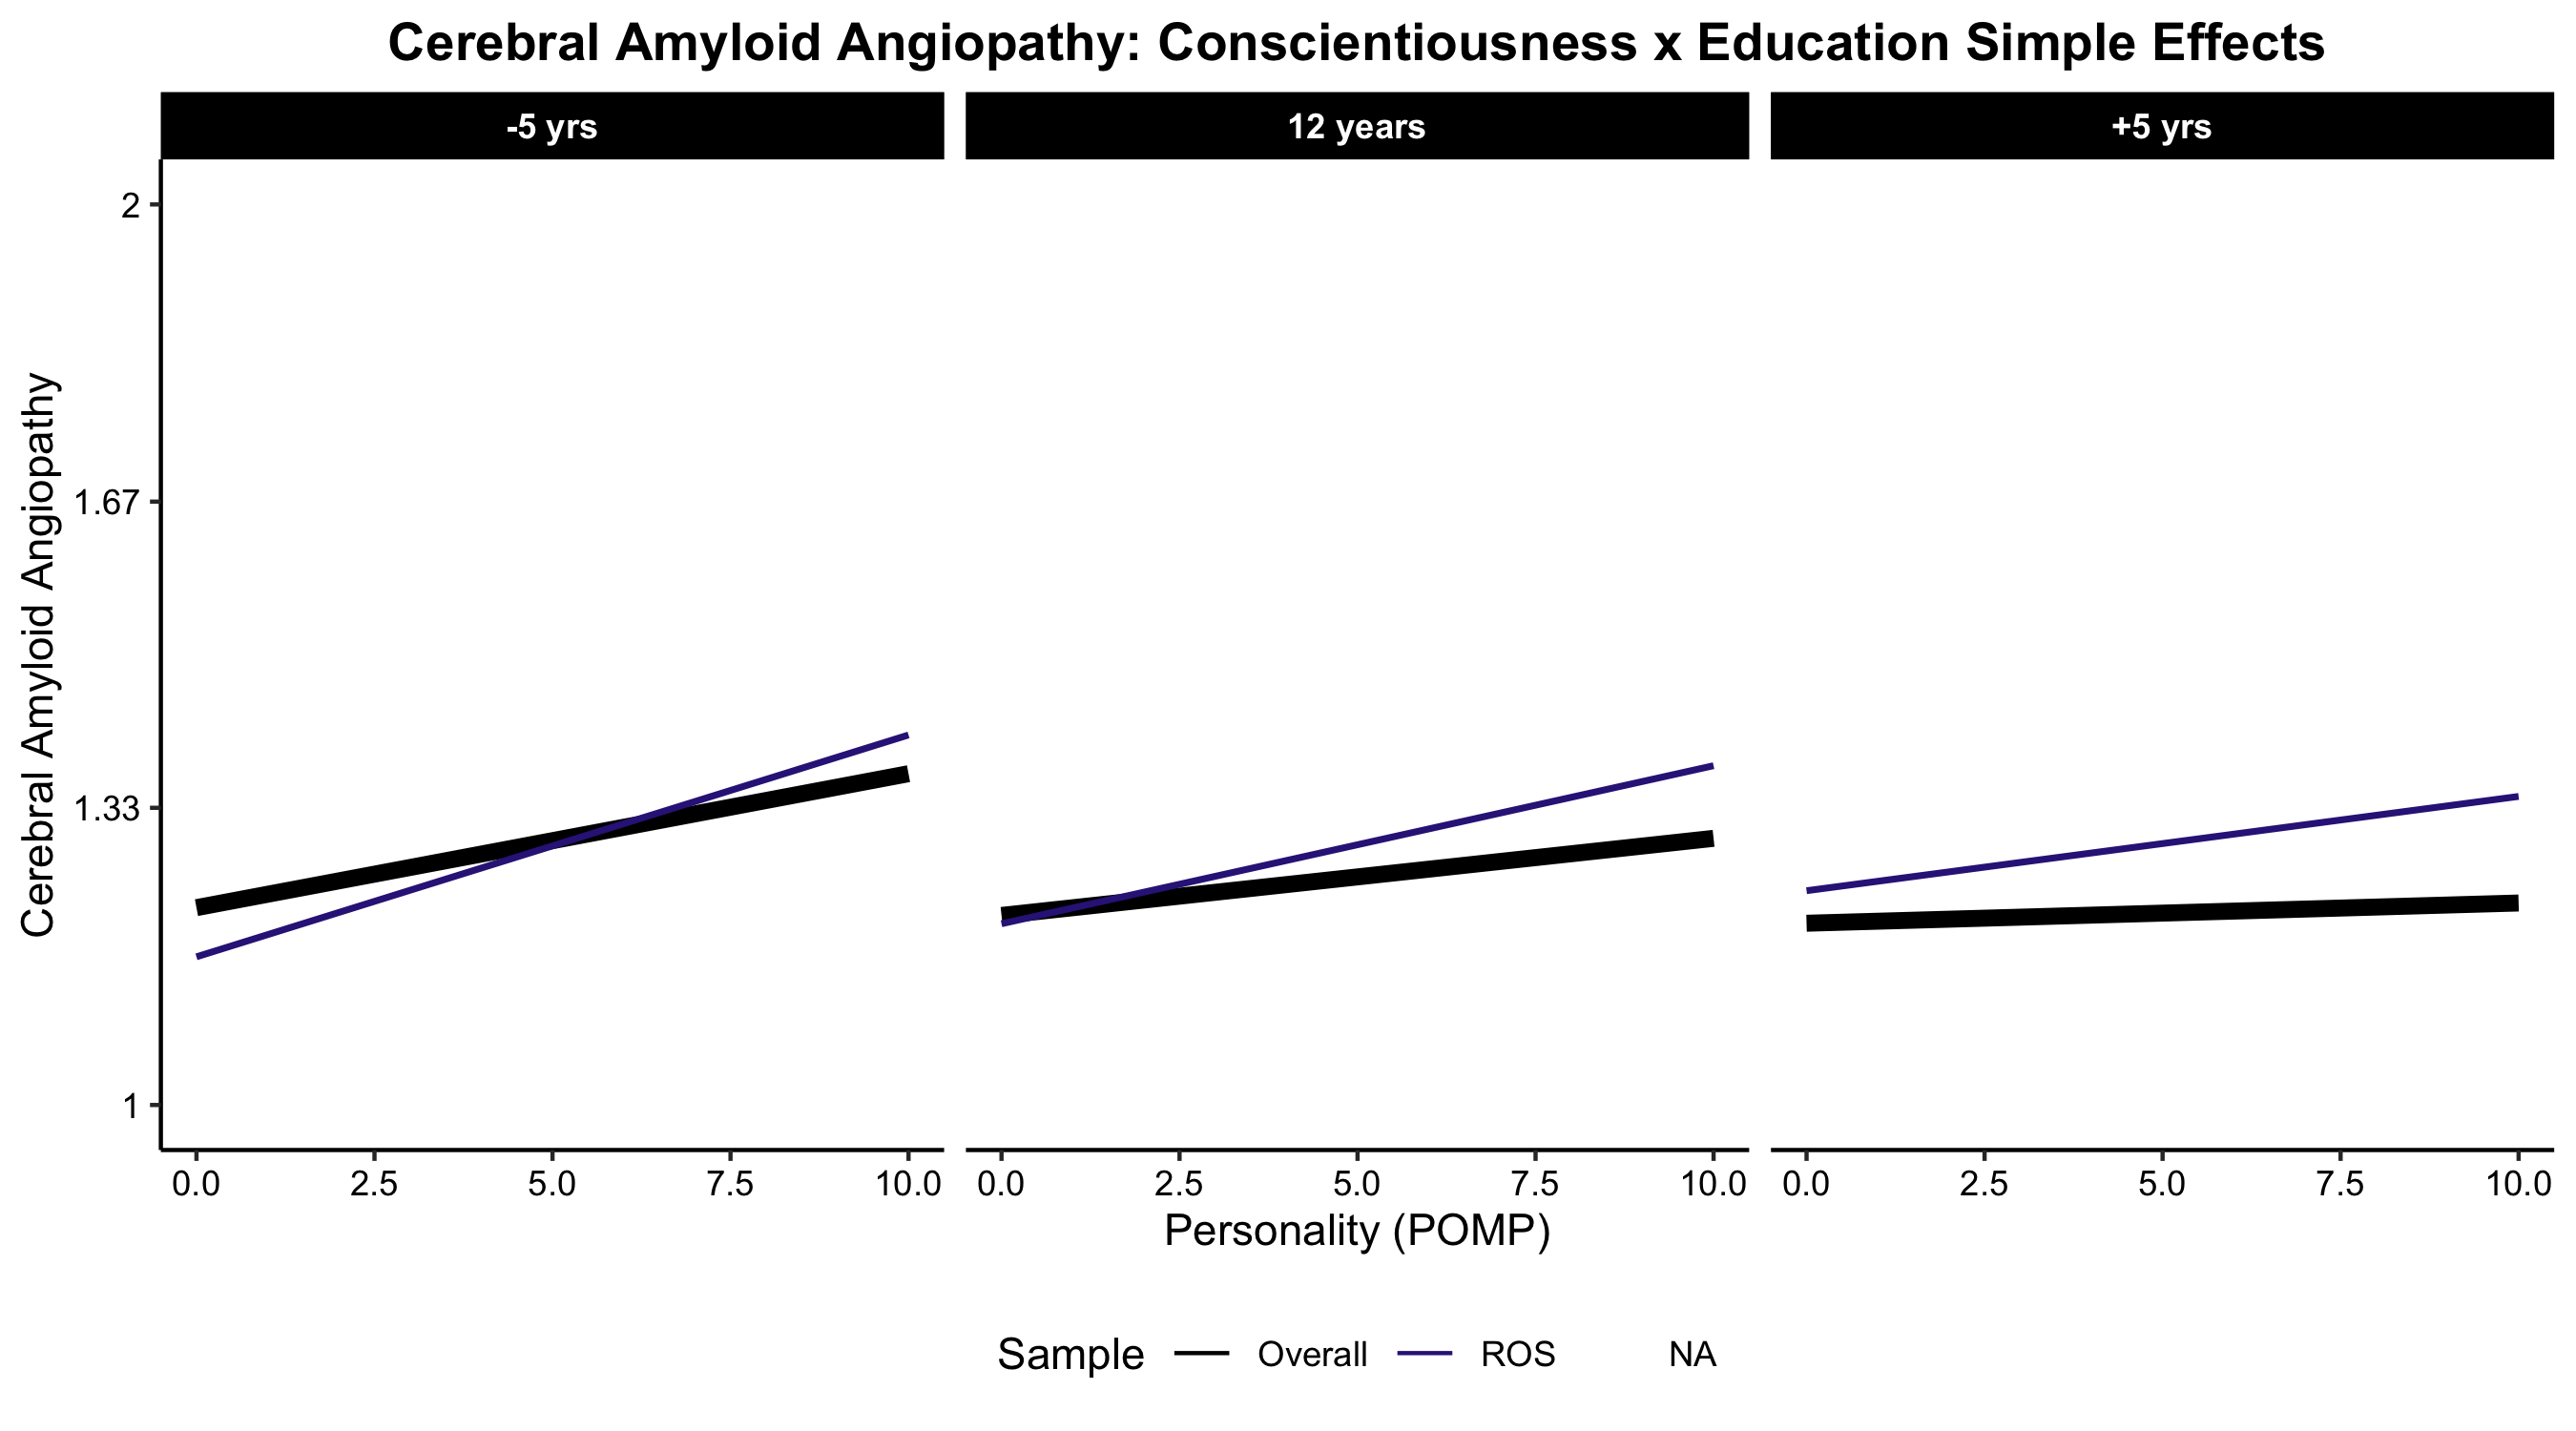 Cerebral Amyloid Angiopathy: Conscientiousness x Education Simple Effects
-5 yrs
12 years
+5 yrs
Cerebral Amyloid Angiopathy
2
1.67
1.33
1
0.0 2.5 5.0 7.5 10.0
0.0 2.5 5.0 7.5 10.0
0.0 2.5 5.0 7.5 10.0
Personality (POMP)
Sample Overall ROS NA